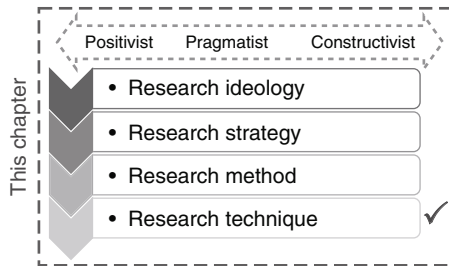 Positivist Pragmatist Constructivist
This chapter
• Research ideology
• Research strategy
• Research method
• Research technique ✓